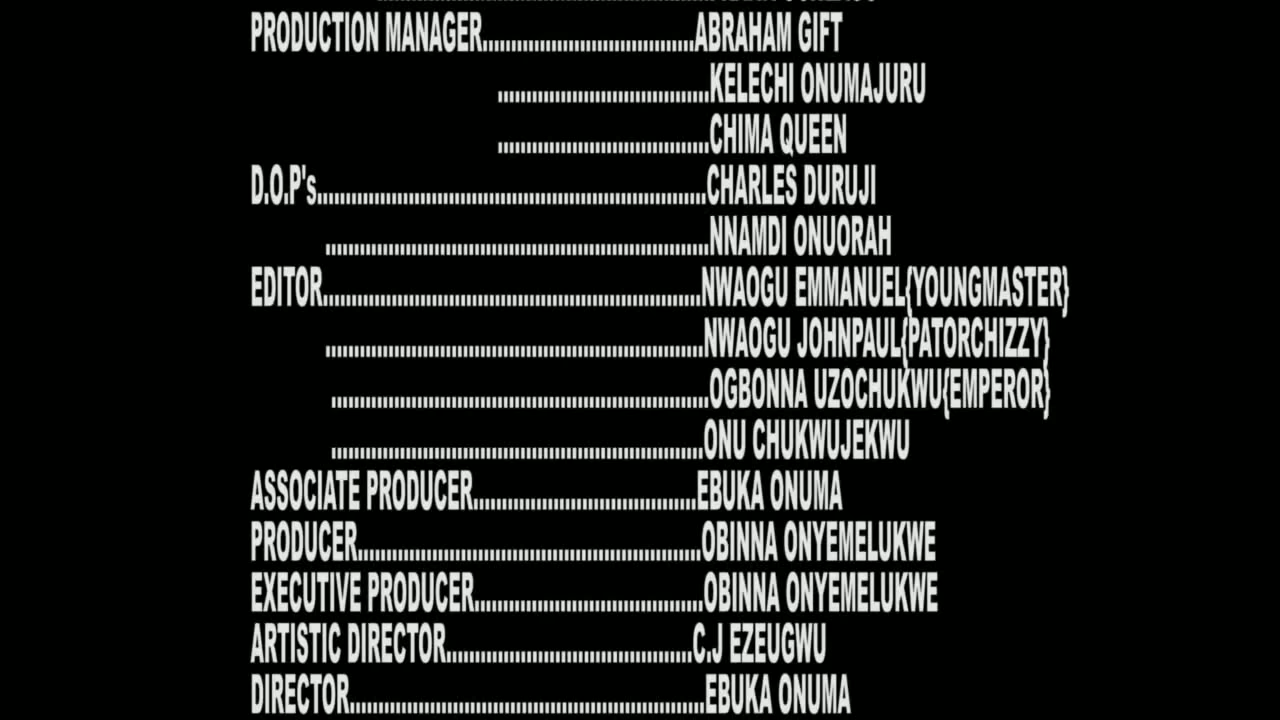 PRODUCTION MANAGER.....................................ABRAHAM GIFT
.....................................KELECHI ONUMAJURU
.....................................CHIMA QUEEN
D.O.P's....................................................................CHARLES DURUJI
...................................................................NNAMDI ONUORAH
EDITOR..................................................................NWAOGU EMMANUEL{YOUNGMASTER}
..................................................................NWAOGU JOHNPAUL{PATORCHIZZY}
..................................................................OGBONNA UZOCHUKWU{EMPEROR}
.................................................................ONU CHUKWUJEKWU
ASSOCIATE PRODUCER.......................................EBUKA ONUMA
PRODUCER............................................................OBINNA ONYEMELUKWE
EXECUTIVE PRODUCER........................................OBINNA ONYEMELUKWE
ARTISTIC DIRECTOR...........................................C.J EZEUGWU
DIRECTOR..............................................................EBUKA ONUMA